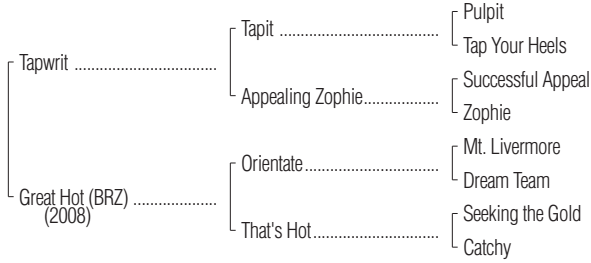 Pulpit
Tapit ........................................
Tap Your Heels
Tapwrit ...................................
Successful Appeal
Appealing Zophie...................
Zophie
Mt. Livermore
Orientate..................................
Dream Team
Great Hot (BRZ) .....................
(2008)
Seeking the Gold
That's Hot................................
Catchy